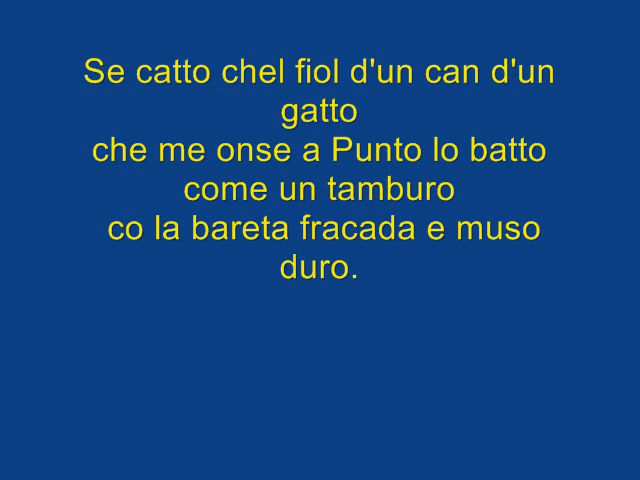 Se catto chel fiol d'un can d'un
gatto
che me onse a Punto lo batto
come un tamburo
co la bareta fracada e muso
duro.